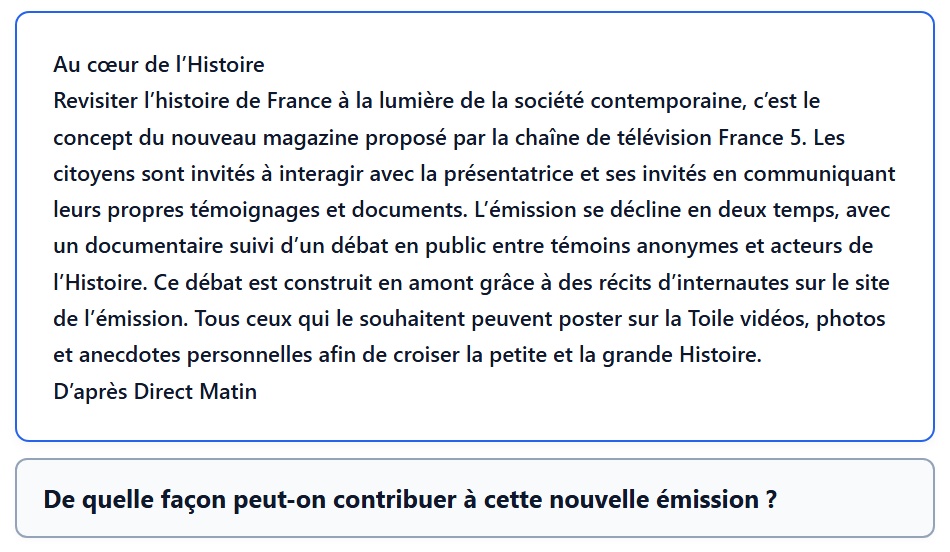 Au cœur de l’Histoire
Revisiter l’histoire de France à la lumière de la société contemporaine, c’est le
concept du nouveau magazine proposé par la chaîne de télévision France 5. Les
citoyens sont invités à interagir avec la présentatrice et ses invités en communiquant
leurs propres témoignages et documents. L’émission se décline en deux temps, avec
un documentaire suivi d’un débat en public entre témoins anonymes et acteurs de
l’Histoire. Ce débat est construit en amont grâce à des récits d’internautes sur le site
de l’émission. Tous ceux qui le souhaitent peuvent poster sur la Toile vidéos, photos
et anecdotes personnelles afin de croiser la petite et la grande Histoire.
D’après Direct Matin
De quelle façon peut-on contribuer à cette nouvelle émission ?